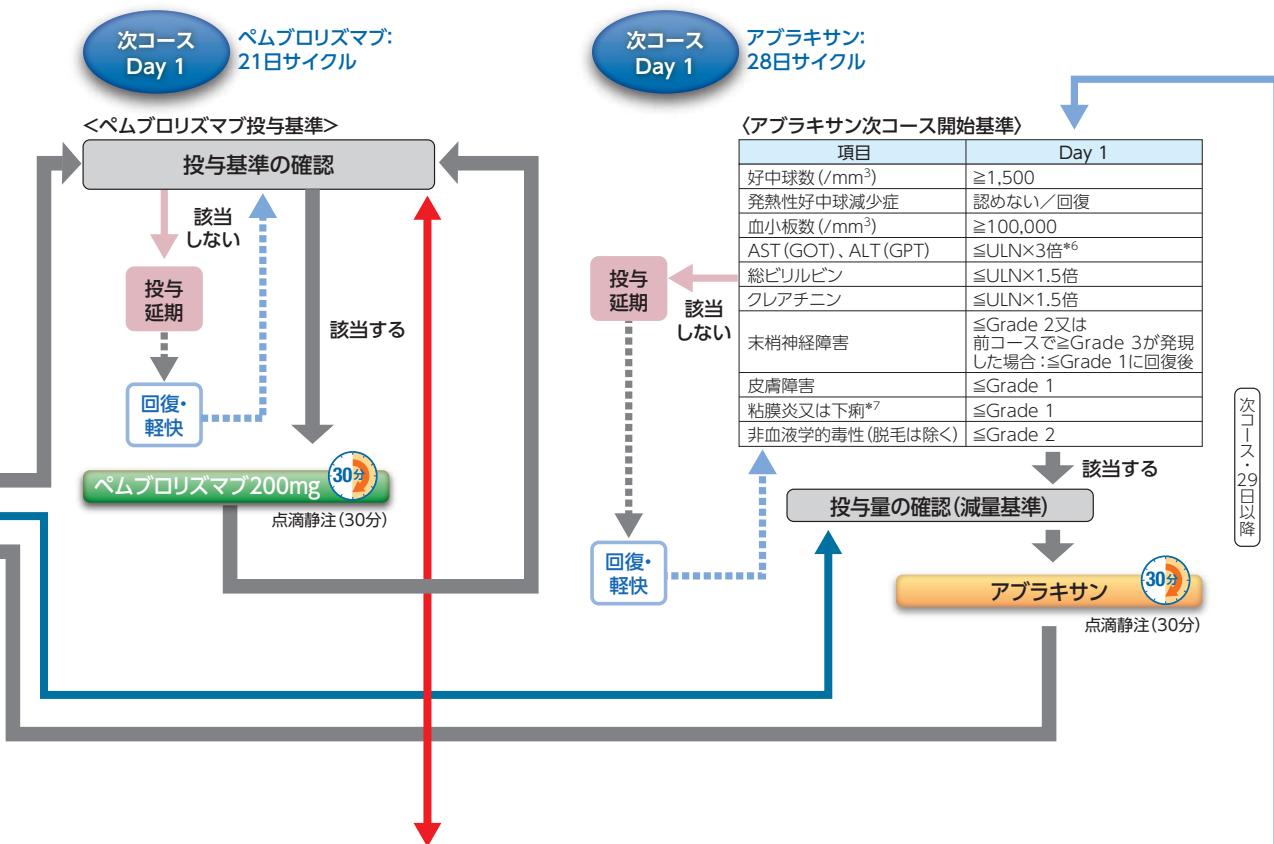 次コース
Day 1
ペムブロリズマブ:
21日サイクル
<ペムブロリズマブ投与基準>
投与基準の確認
該当
しない
投与
延期
該当する
回復・
軽快
ペムブロリズマブ200mg
30分
点滴静注(30分)
次コース
Day 1
アブラキサン:
28日サイクル
〈アブラキサン次コース開始基準〉
項目 Day 1
好中球数(/mm³) ≧1,500
発熱性好中球減少症 認めない/回復
血小板数(/mm³) ≧100,000
AST(GOT)、ALT(GPT) ≦ULN×3倍*6
総ビリルビン ≦ULN×1.5倍
クレアチニン ≦ULN×1.5倍
末梢神経障害 ≦Grade 2又は
前コースで≧Grade 3が発現
した場合:≦Grade 1に回復後
皮膚障害 ≦Grade 1
粘膜炎又は下痢*7 ≦Grade 1
非血液学的毒性(脱毛は除く) ≦Grade 2
投与
延期
該当
しない
回復・
軽快
該当する
投与量の確認(減量基準)
アブラキサン
30分
点滴静注(30分)
次コース・29日以降